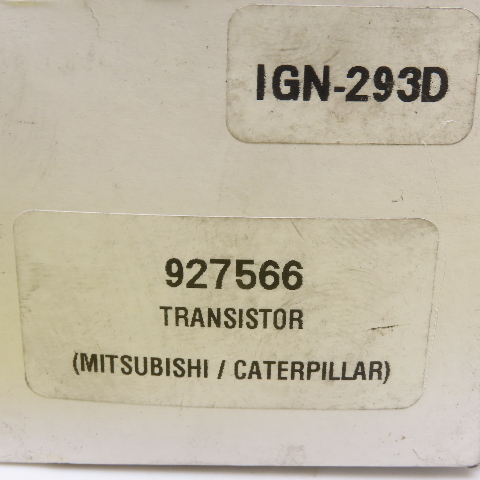 IGN-293D
927566
TRANSISTOR
(MITSUBISHI / CATERPILLAR)